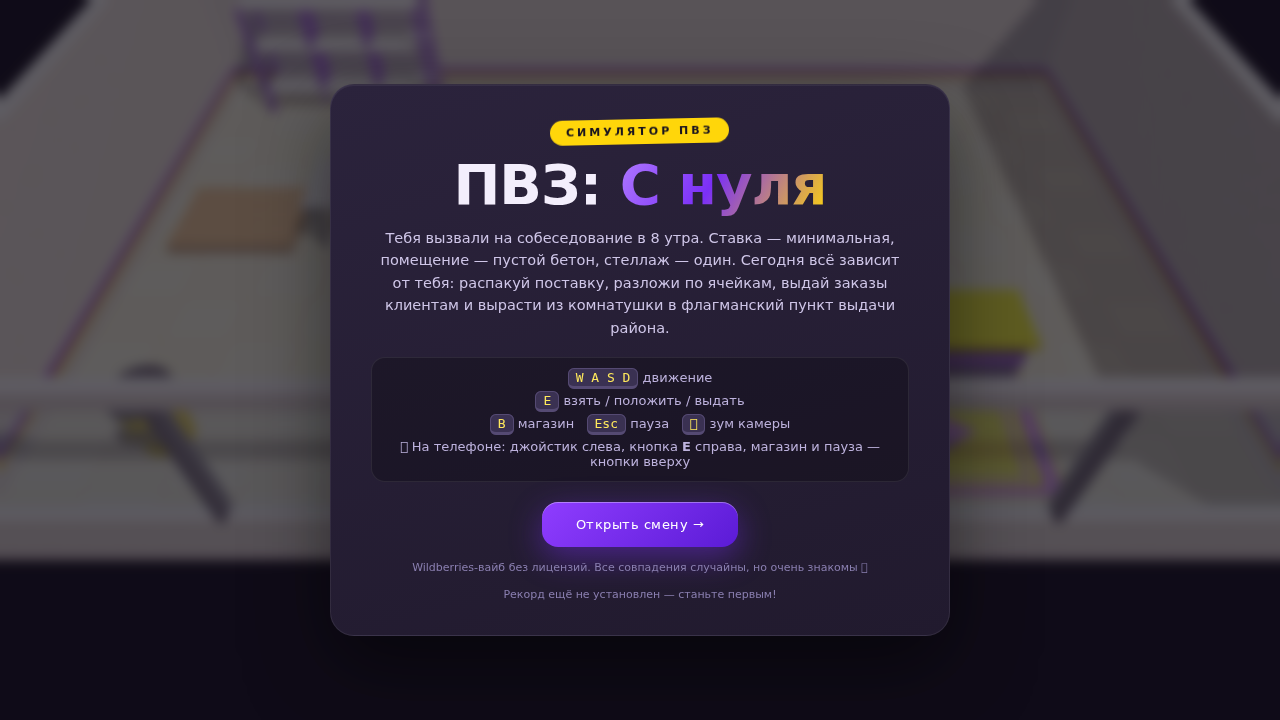 СИМУЛЯТОР ПВЗ
ПВЗ: С нуля
Тебя вызвали на собеседование в 8 утра. Ставка — минимальная,
помещение — пустой бетон, стеллаж — один. Сегодня всё зависит
от тебя: распакуй поставку, разложи по ячейкам, выдай заказы
клиентам и вырасти из комнатушки в флагманский пункт выдачи
района.
W A S D движение
E взять / положить / выдать
B магазин Esc пауза зум камеры
На телефоне: джойстик слева, кнопка E справа, магазин и пауза —
кнопки вверху
Открыть смену →
Wildberries-вайб без лицензий. Все совпадения случайны, но очень знакомы
Рекорд ещё не установлен — станьте первым!